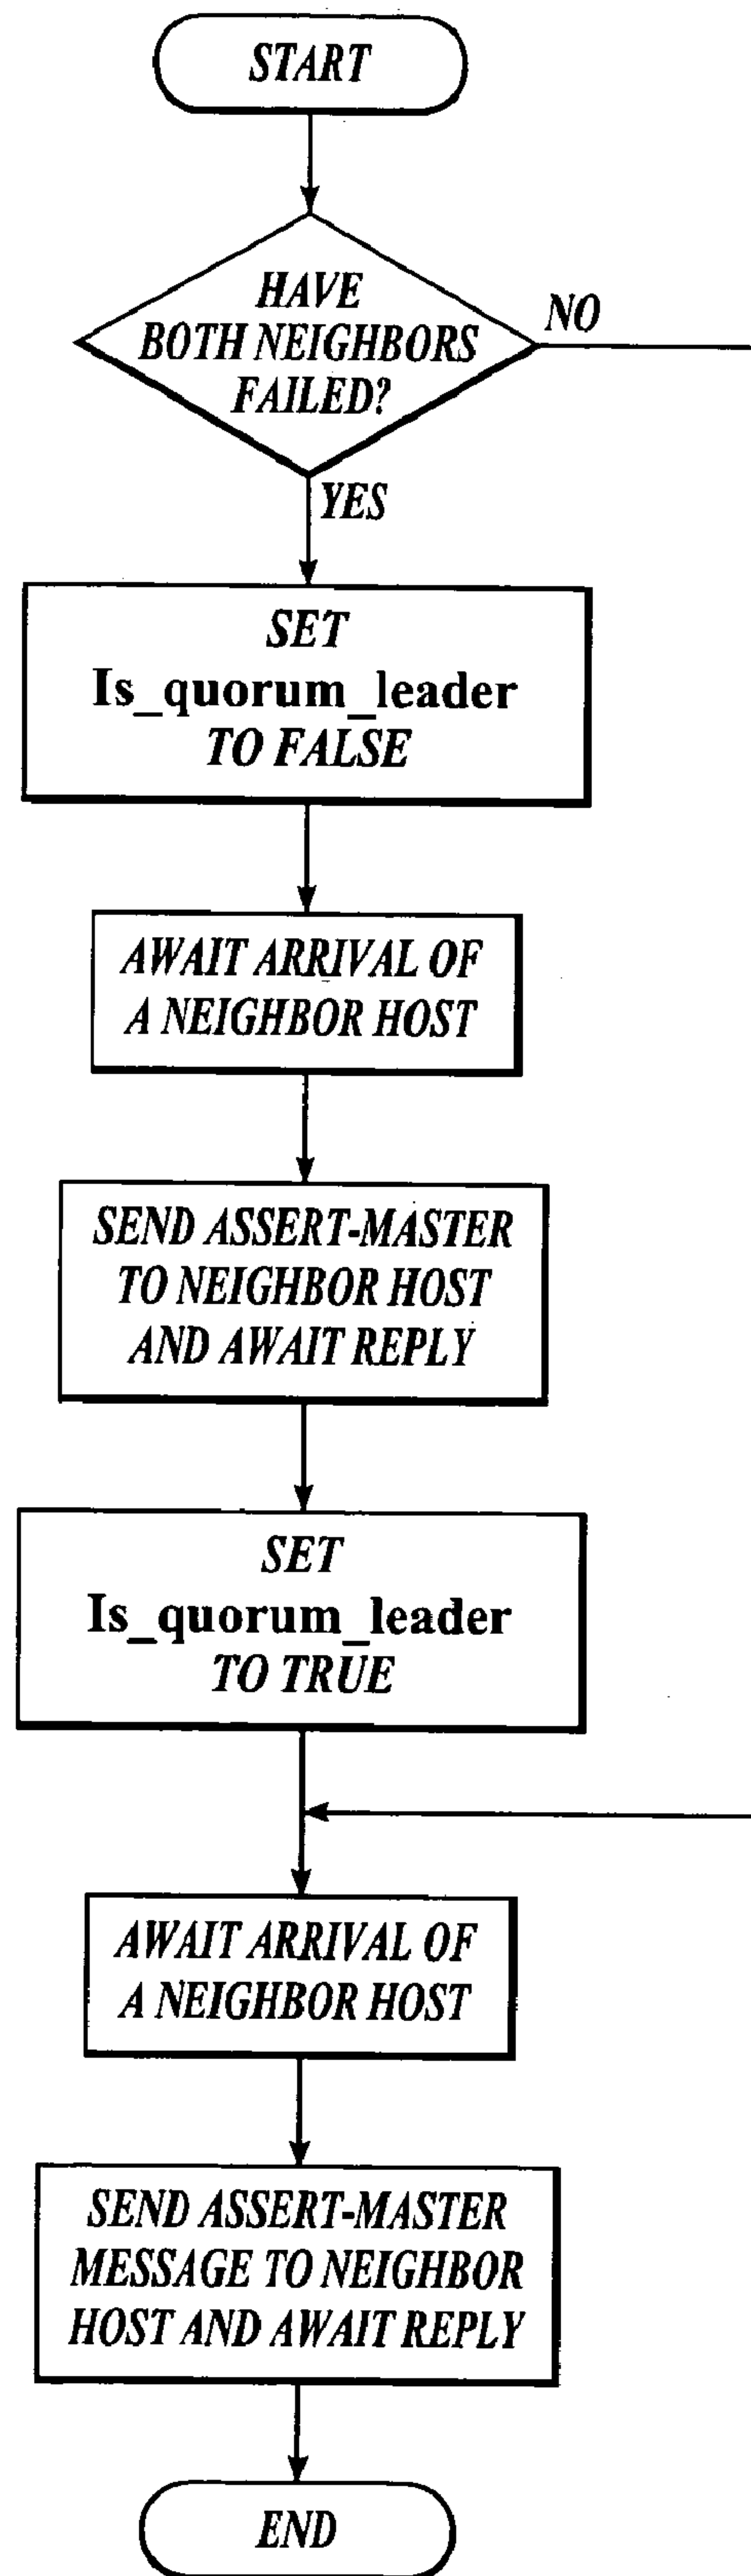 START
HAVE
BOTH NEIGHBORS
FAILED?
NO
YES
SET
Is_quorum_leader
TO FALSE
AWAIT ARRIVAL OF
A NEIGHBOR HOST
SEND ASSERT-MASTER
TO NEIGHBOR HOST
AND AWAIT REPLY
SET
Is_quorum_leader
TO TRUE
AWAIT ARRIVAL OF
A NEIGHBOR HOST
SEND ASSERT-MASTER
MESSAGE TO NEIGHBOR
HOST AND AWAIT REPLY
END